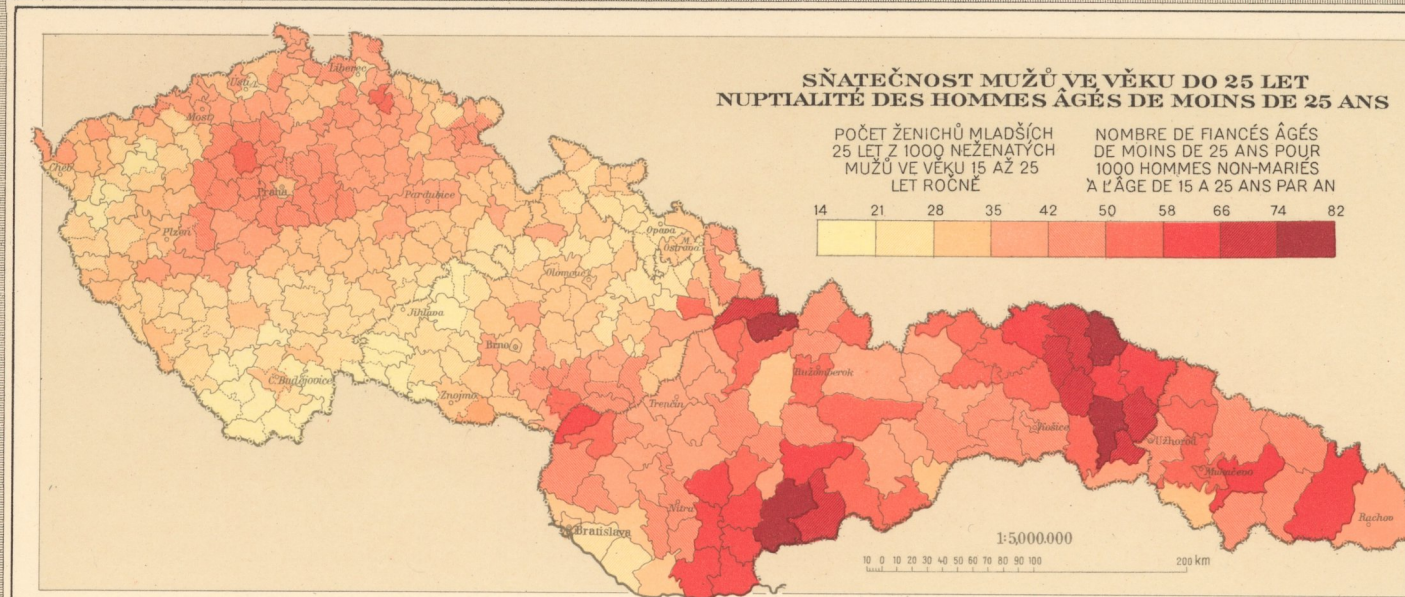 SŇATEČNOST MUŽŮ VE VĚKU DO 25 LET
NUPTIALITÉ DES HOMMES ÂGÉS DE MOINS DE 25 ANS
POČET ŽENICHŮ MLADŠÍCH
25 LET Z 1000 NEŽENATÝCH
MUŽŮ VE VĚKU 15 AŽ 25
LET ROČNĚ
NOMBRE DE FIANCÉS ÂGÉS
DE MOINS DE 25 ANS POUR
1000 HOMMES NON-MARIÉS
À L'ÂGE DE 15 A 25 ANS PAR AN
14 21 28 35 42 50 58 66 74 82
Liberec
Ústí n.L.
Most
Cheb
Praha
Pardubice
Plzeň
Opava
M. Ostrava
Olomouc
Jihlava
Brno
Č. Budějovice
Znojmo
Ružomberok
Trenčín
Košice
Užhorod
Mukačevo
Nitra
Rachov
Bratislava
1:5,000.000
10 0 10 20 30 40 50 60 70 80 90 100 200 km